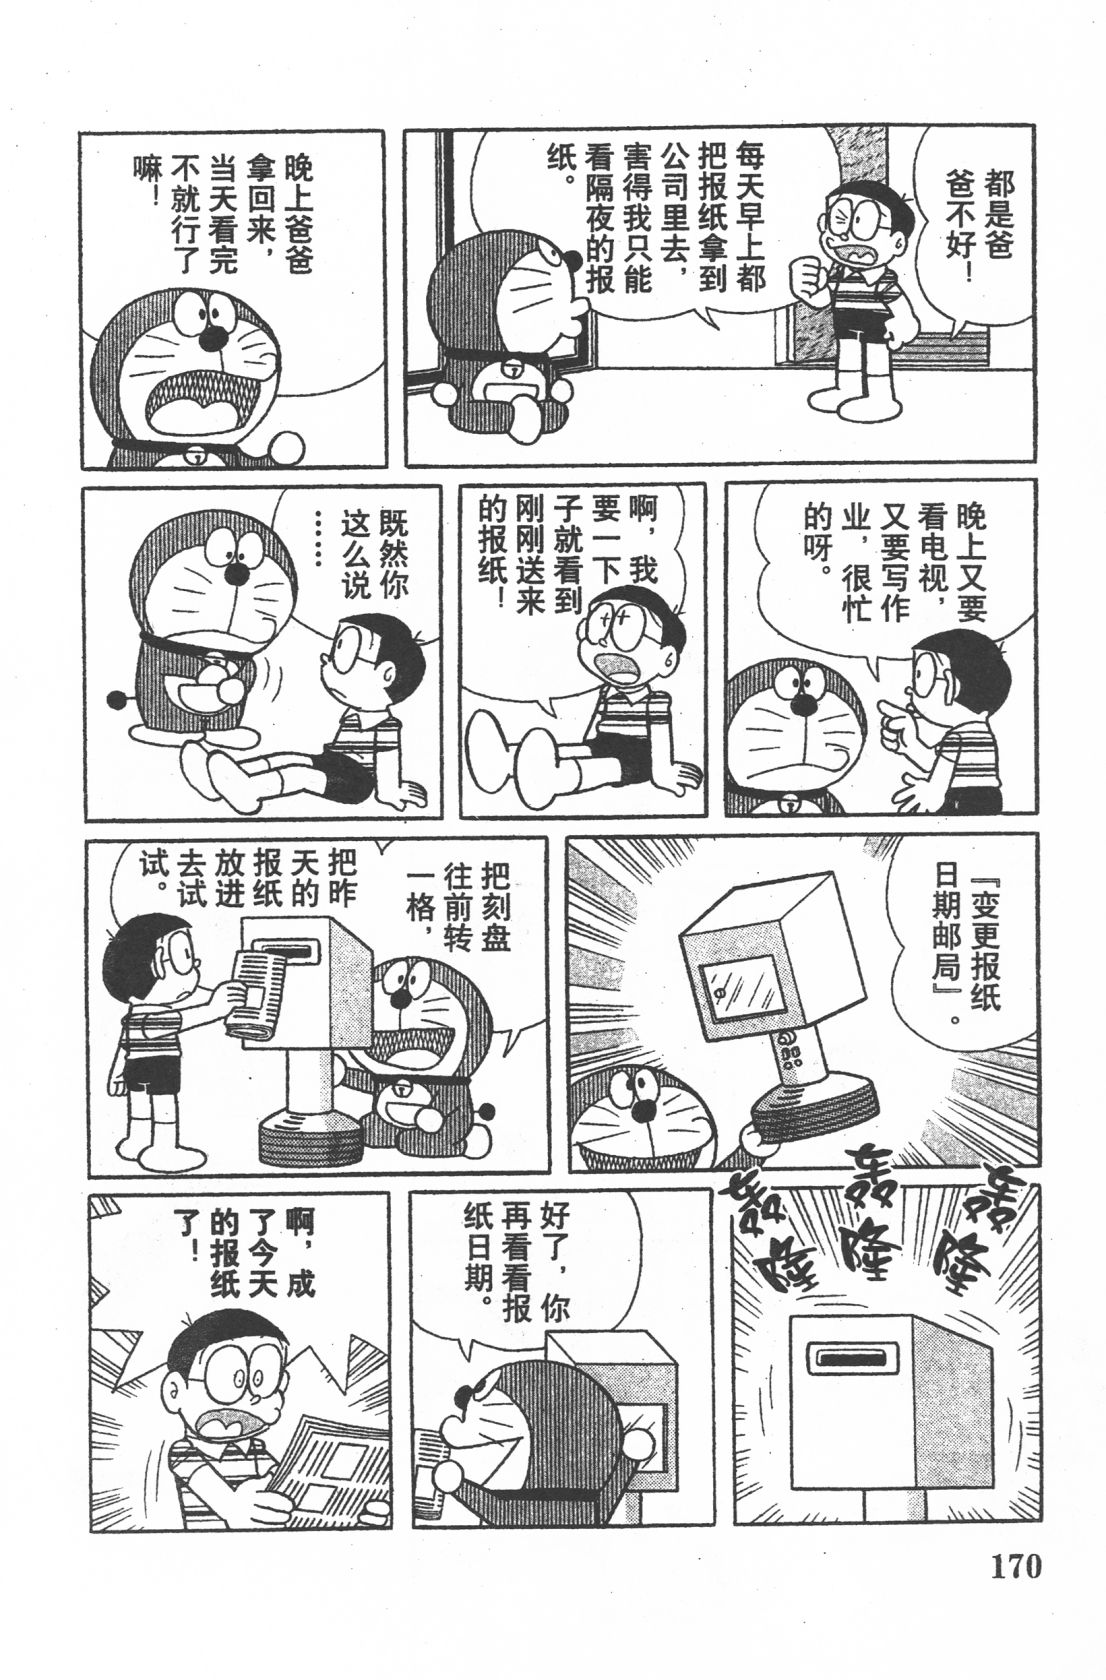 都是爸
爸不好！
每天早上都
把报纸拿到
公司里去，
害得我只能
看隔夜的报
纸。
晚上爸爸
拿回来，
当天看完
不就行了
嘛！
晚上又要
看电视，
又要写作
业，很忙
的呀。
啊，我
要一下
子就看到
刚刚送来
的报纸！
既然你
这么说
……
『变更报纸
日期邮局』。
把刻盘
往前转
一格，
把昨
天的
报纸
放进
去试
试。
轰隆
轰隆
轰隆
好了，你
再看看报
纸日期。
啊，成
了今天
的报纸
了！
170